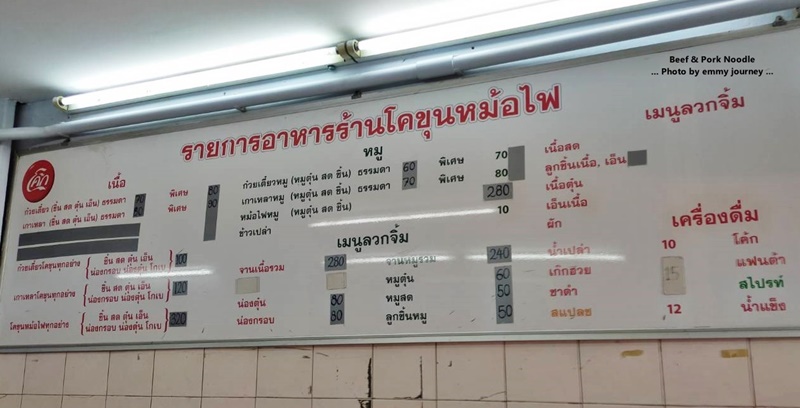 Beef & Pork Noodle
... Photo by emmy journey ...
รายการอาหารร้านโคขุนหม้อไฟ
โค้ก
เนื้อ
ก๋วยเตี๋ยว (ชิ้น สด ตุ๋น เอ็น) ธรรมดา 70 พิเศษ 80
เกาเหลา (ชิ้น สด ตุ๋น เอ็น) ธรรมดา พิเศษ 90
ก๋วยเตี๋ยวโคขุนทุกอย่าง (ชิ้น สด ตุ๋น เอ็น น่องกรอบ น่องตุ๋น โกเบ) 100
เกาเหลาโคขุนทุกอย่าง (ชิ้น สด ตุ๋น เอ็น น่องกรอบ น่องตุ๋น โกเบ) 120
โคขุนหม้อไฟทุกอย่าง (ชิ้น สด ตุ๋น เอ็น น่องกรอบ น่องตุ๋น โกเบ) 320
หมู
ก๋วยเตี๋ยวหมู (หมูตุ๋น สด ชิ้น) ธรรมดา 60 พิเศษ 70
เกาเหลาหมู (หมูตุ๋น สด ชิ้น) ธรรมดา 70 พิเศษ 80
หม้อไฟหมู (หมูตุ๋น สด ชิ้น) 280
ข้าวเปล่า 10
เมนูลวกจิ้ม
จานเนื้อรวม 280
น่องตุ๋น 80
น่องกรอบ 80
จานหมูรวม 240
หมูตุ๋น 60
หมูสด 50
ลูกชิ้นหมู 50
เมนูลวกจิ้ม
เนื้อสด
ลูกชิ้นเนื้อ, เอ็น
เนื้อตุ๋น
เอ็นเนื้อ
ผัก
เครื่องดื่ม
น้ำเปล่า 10 โค้ก
เก๊กฮวย 15 แฟนต้า
ชาดำ สไปรท์
สแปลช 12 น้ำแข็ง